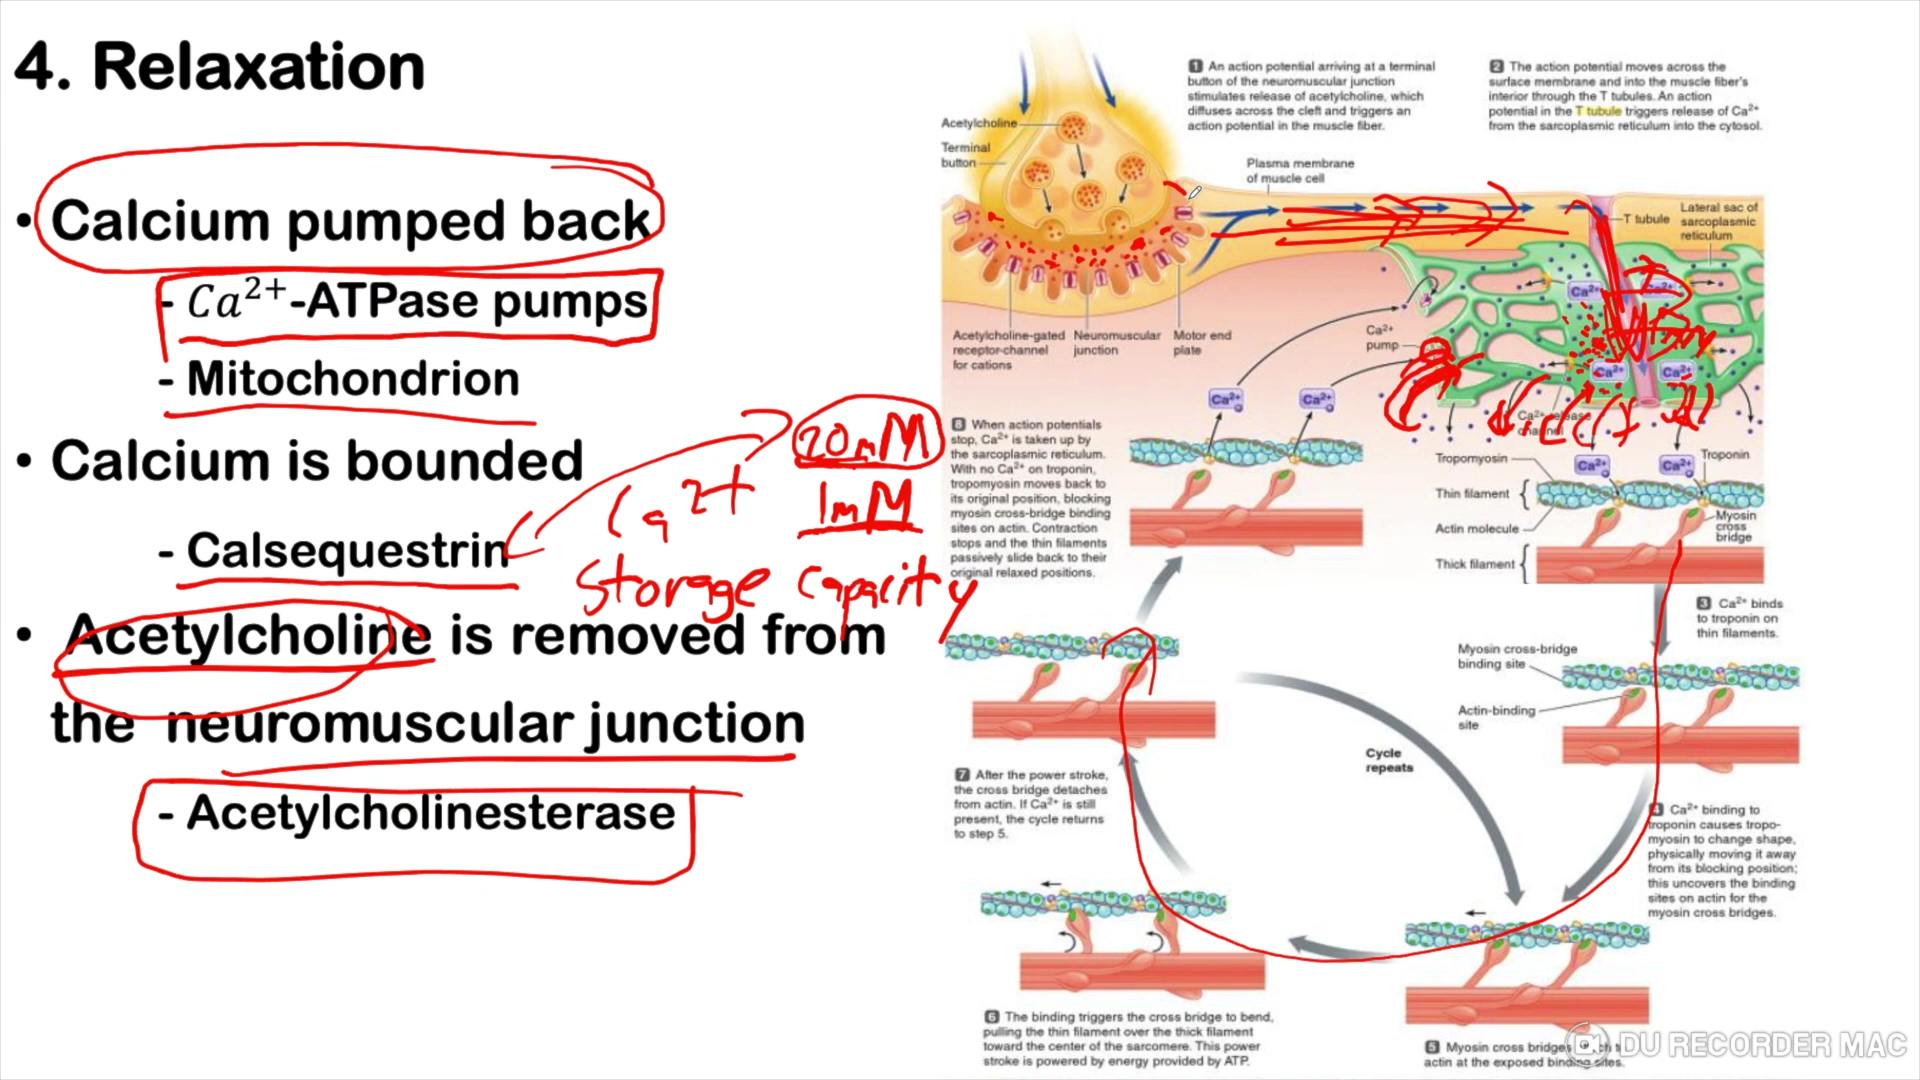 4. Relaxation
• Calcium pumped back
- Ca²⁺-ATPase pumps
- Mitochondrion
• Calcium is bounded
- Calsequestrin
• Acetylcholine is removed from
the neuromuscular junction
- Acetylcholinesterase
Ca2+
20mM
1mM
Storage capacity
1 An action potential arriving at a terminal
button of the neuromuscular junction
stimulates release of acetylcholine, which
diffuses across the cleft and triggers an
action potential in the muscle fiber.
2 The action potential moves across the
surface membrane and into the muscle fiber's
interior through the T tubules. An action
potential in the T tubule triggers release of Ca²⁺
from the sarcoplasmic reticulum into the cytosol.
Acetylcholine
Terminal
button
Plasma membrane
of muscle cell
T tubule
Lateral sac of
sarcoplasmic
reticulum
Acetylcholine-gated
receptor-channel
for cations
Neuromuscular
junction
Motor end
plate
Ca²⁺
pump
Ca²⁺
Ca²⁺
Ca²⁺
Ca²⁺
Ca²⁺
Ca²⁺
Ca²⁺-release
Ca²⁺
Ca²⁺
Tropomyosin
Troponin
Thin filament
Actin molecule
Myosin
cross
bridge
Thick filament
8 When action potentials
stop, Ca²⁺ is taken up by
the sarcoplasmic reticulum.
With no Ca²⁺ on troponin,
tropomyosin moves back to
its original position, blocking
myosin cross-bridge binding
sites on actin. Contraction
stops and the thin filaments
passively slide back to their
original relaxed positions.
3 Ca²⁺ binds
to troponin on
thin filaments.
Myosin cross-bridge
binding site
Actin-binding
site
Cycle
repeats
7 After the power stroke,
the cross bridge detaches
from actin. If Ca²⁺ is still
present, the cycle returns
to step 5.
4 Ca²⁺ binding to
troponin causes tropo-
myosin to change shape,
physically moving it away
from its blocking position;
this uncovers the binding
sites on actin for the
myosin cross bridges.
6 The binding triggers the cross bridge to bend,
pulling the thin filament over the thick filament
toward the center of the sarcomere. This power
stroke is powered by energy provided by ATP.
5 Myosin cross bridges
actin at the exposed binding sites.
DU RECORDER MAC